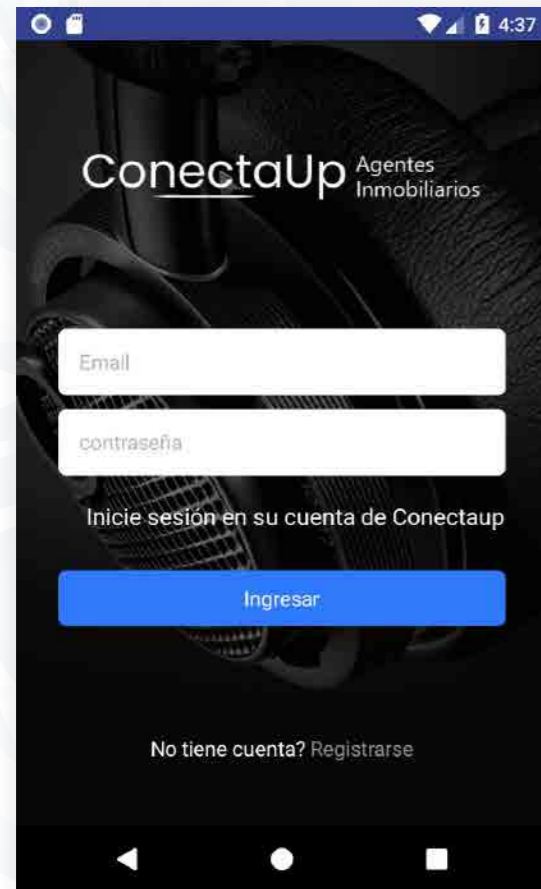 4:37
ConectaUp Agentes
Inmobiliarios
Email
contraseña
Inicie sesión en su cuenta de Conectaup
Ingresar
No tiene cuenta? Registrarse